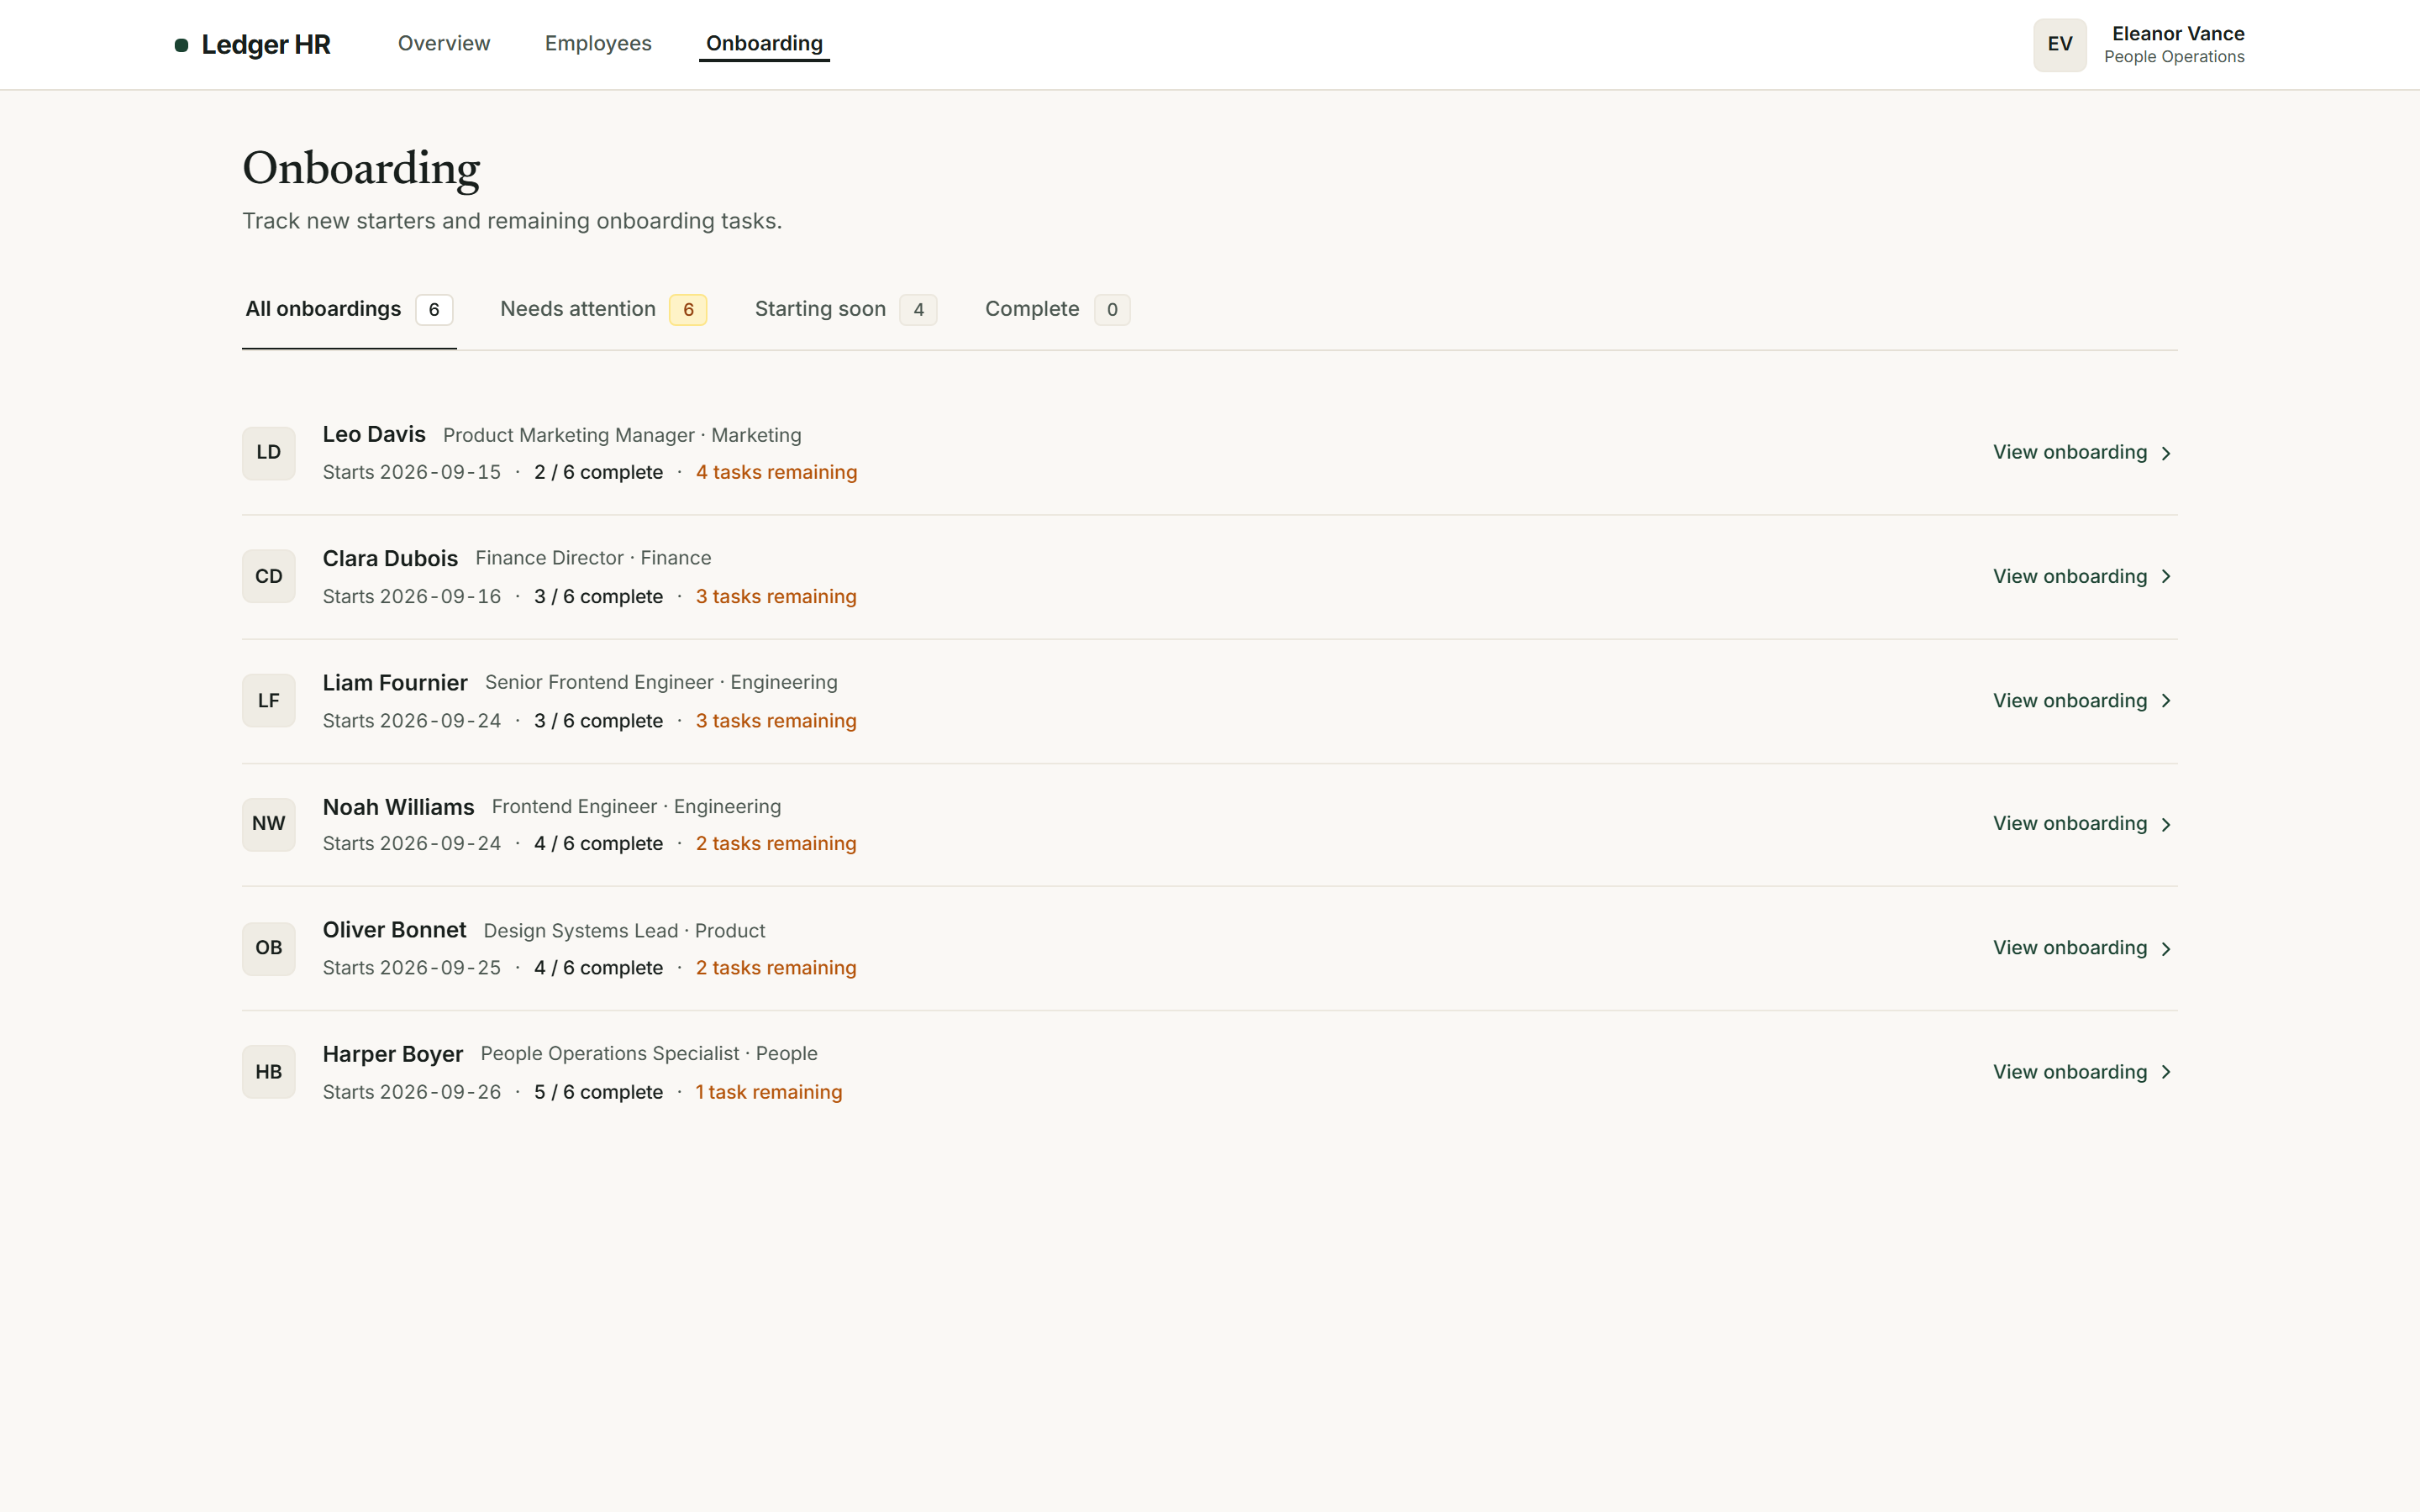 Ledger HR Overview Employees Onboarding EV Eleanor Vance
People Operations
Onboarding
Track new starters and remaining onboarding tasks.
All onboardings 6 Needs attention 6 Starting soon 4 Complete 0
LD Leo Davis Product Marketing Manager · Marketing
Starts 2026-09-15 · 2 / 6 complete · 4 tasks remaining
View onboarding
CD Clara Dubois Finance Director · Finance
Starts 2026-09-16 · 3 / 6 complete · 3 tasks remaining
View onboarding
LF Liam Fournier Senior Frontend Engineer · Engineering
Starts 2026-09-24 · 3 / 6 complete · 3 tasks remaining
View onboarding
NW Noah Williams Frontend Engineer · Engineering
Starts 2026-09-24 · 4 / 6 complete · 2 tasks remaining
View onboarding
OB Oliver Bonnet Design Systems Lead · Product
Starts 2026-09-25 · 4 / 6 complete · 2 tasks remaining
View onboarding
HB Harper Boyer People Operations Specialist · People
Starts 2026-09-26 · 5 / 6 complete · 1 task remaining
View onboarding